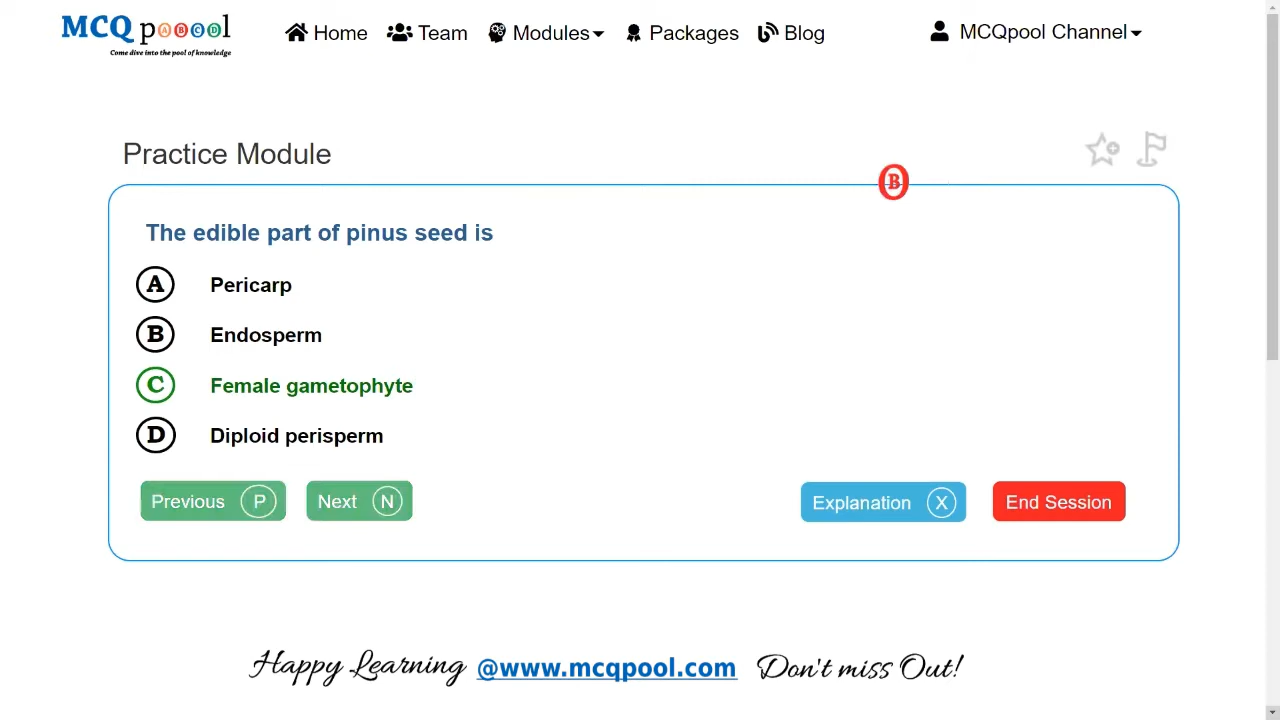 MCQ pooool
Come dive into the pool of knowledge
Home Team Modules Packages Blog MCQpool Channel
Practice Module
B
The edible part of pinus seed is
A Pericarp
B Endosperm
C Female gametophyte
D Diploid perisperm
Previous P Next N Explanation X End Session
Happy Learning @www.mcqpool.com Don't miss Out!